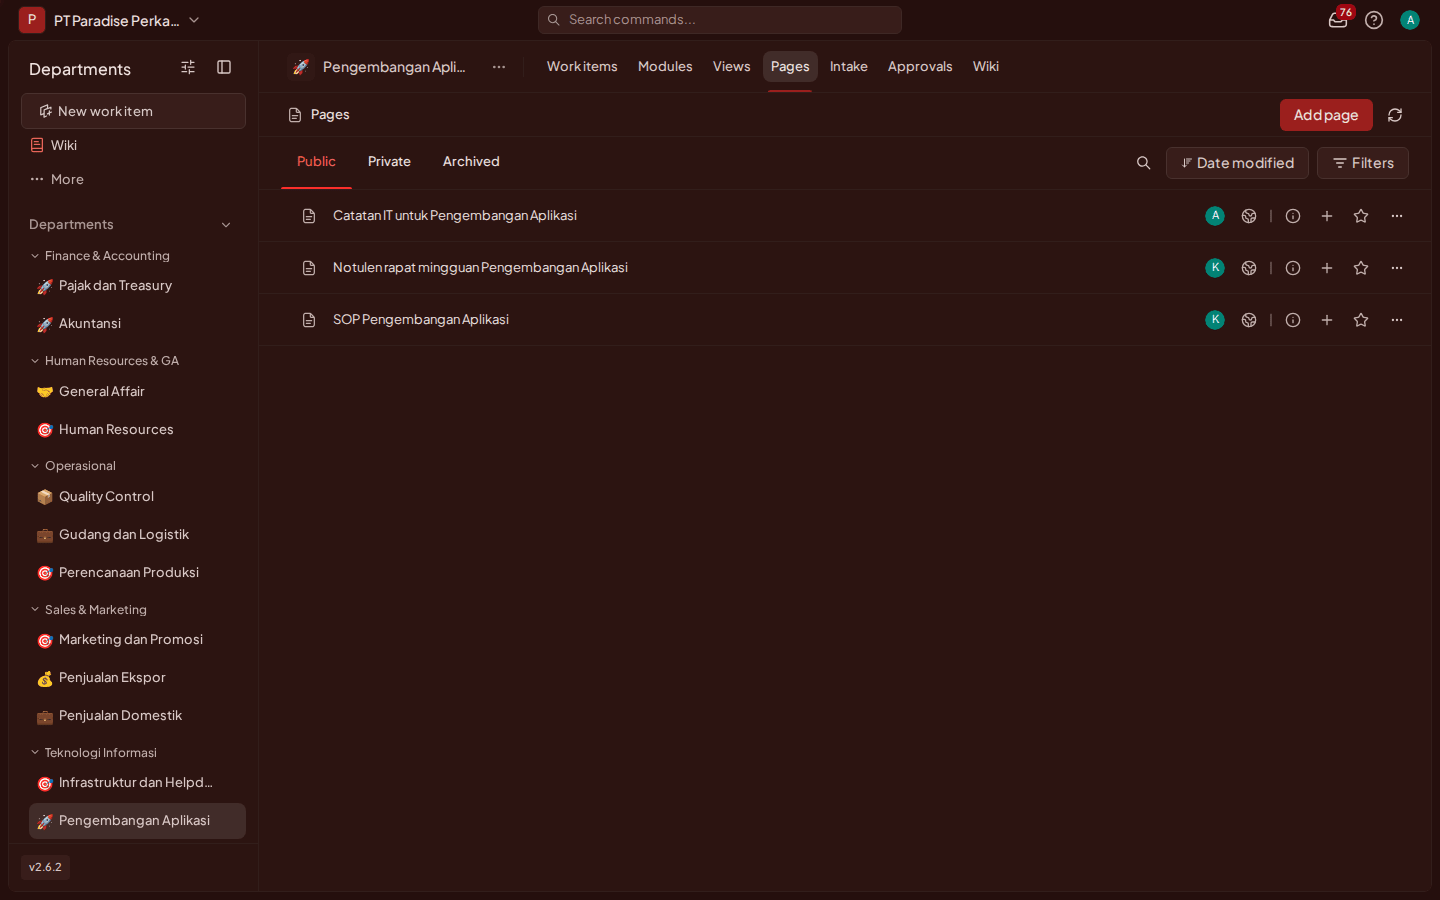 P PT Paradise Perka...
Search commands...
76
A
Departments
New work item
Wiki
More
Departments
Finance & Accounting
Pajak dan Treasury
Akuntansi
Human Resources & GA
General Affair
Human Resources
Operasional
Quality Control
Gudang dan Logistik
Perencanaan Produksi
Sales & Marketing
Marketing dan Promosi
Penjualan Ekspor
Penjualan Domestik
Teknologi Informasi
Infrastruktur dan Helpd...
Pengembangan Aplikasi
v2.6.2
Pengembangan Apli...
Work items Modules Views Pages Intake Approvals Wiki
Pages
Add page
Public Private Archived
Date modified
Filters
Catatan IT untuk Pengembangan Aplikasi
A
Notulen rapat mingguan Pengembangan Aplikasi
K
SOP Pengembangan Aplikasi
K